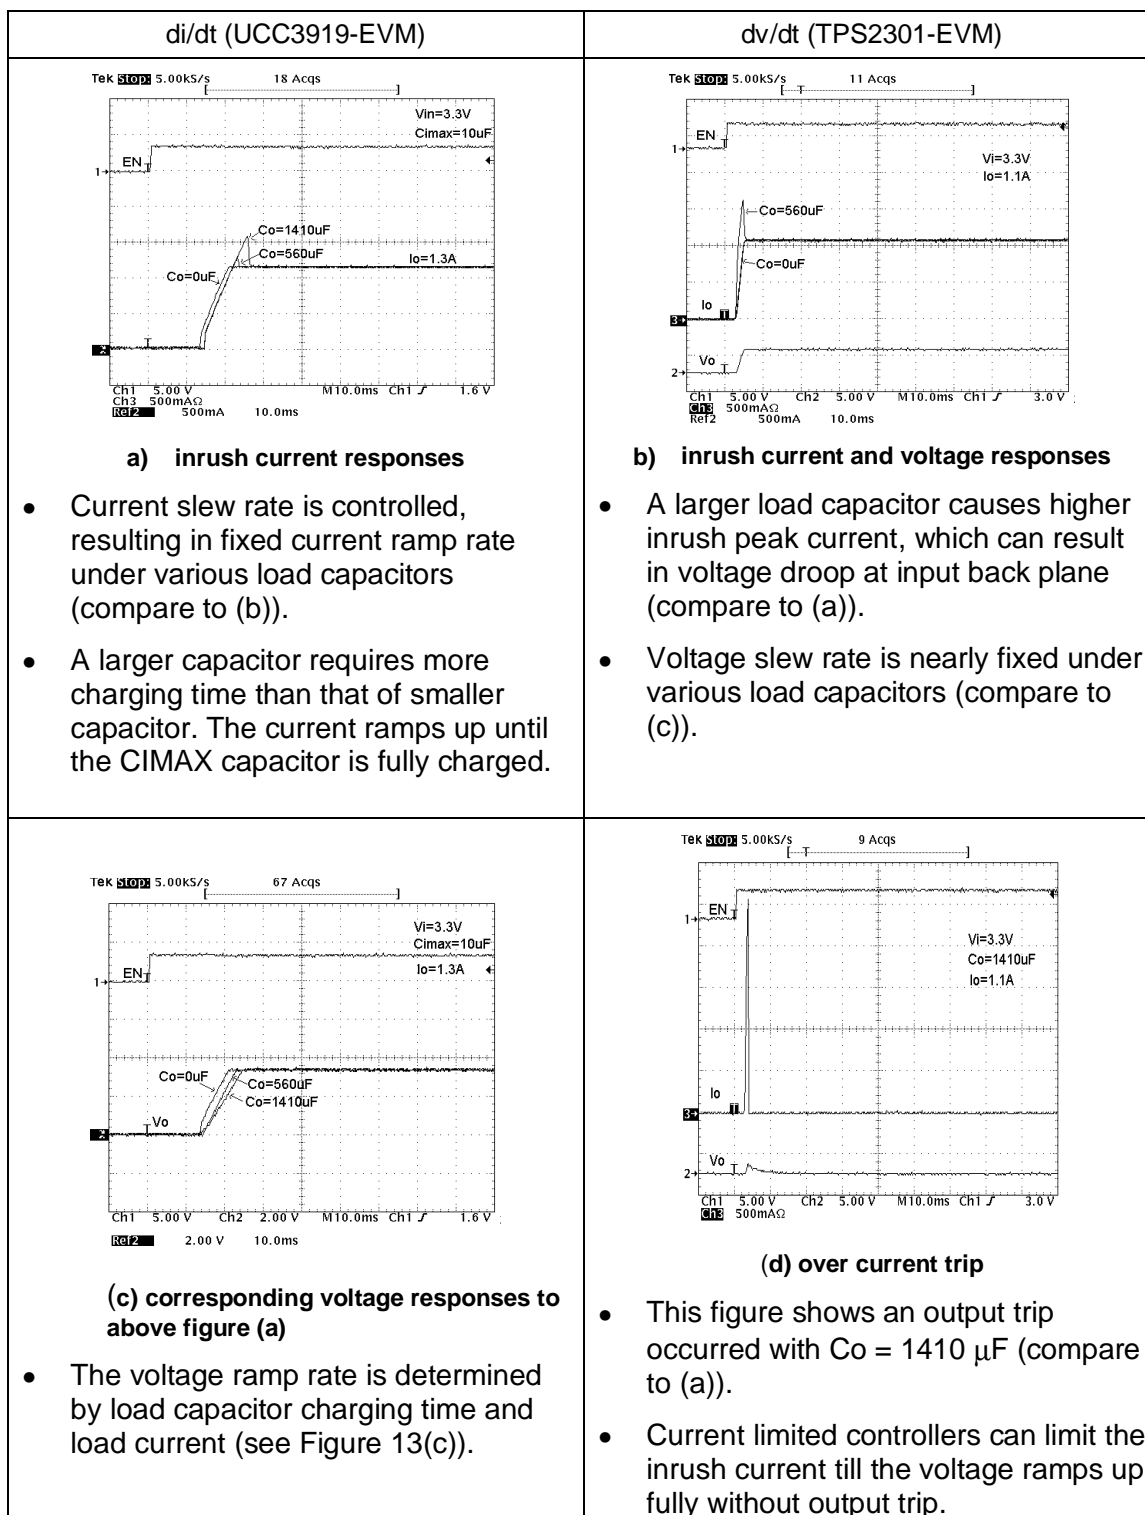 di/dt (UCC3919-EVM)
Tek Stop: 5.00kS/s 18 Acqs
Vin=3.3V
Cimax=10uF
EN
1
Co=1410uF
Co=560uF
Io=1.3A
Co=0uF
Ch1 5.00 V M10.0ms Ch1 1.6 V
Ch3 500mAΩ
Ref2 500mA 10.0ms
a) inrush current responses
• Current slew rate is controlled,
resulting in fixed current ramp rate
under various load capacitors
(compare to (b)).
• A larger capacitor requires more
charging time than that of smaller
capacitor. The current ramps up until
the CIMAX capacitor is fully charged.
dv/dt (TPS2301-EVM)
Tek Stop: 5.00kS/s 11 Acqs
T
EN
1
Vi=3.3V
Io=1.1A
Co=560uF
Co=0uF
Io
3
Vo
2
Ch1 5.00 V Ch2 5.00 V M10.0ms Ch1 3.0 V
Ch3 500mAΩ
Ref2 500mA 10.0ms
b) inrush current and voltage responses
• A larger load capacitor causes higher
inrush peak current, which can result
in voltage droop at input back plane
(compare to (a)).
• Voltage slew rate is nearly fixed under
various load capacitors (compare to
(c)).
Tek Stop: 5.00kS/s 67 Acqs
Vi=3.3V
Cimax=10uF
EN
Io=1.3A
1
Co=0uF
Co=560uF
Co=1410uF
Vo
Ch1 5.00 V Ch2 2.00 V M10.0ms Ch1 1.6 V
Ref2 2.00 V 10.0ms
(c) corresponding voltage responses to
above figure (a)
• The voltage ramp rate is determined
by load capacitor charging time and
load current (see Figure 13(c)).
Tek Stop: 5.00kS/s 9 Acqs
T
EN
1
Vi=3.3V
Co=1410uF
Io=1.1A
Io
3
Vo
2
Ch1 5.00 V Ch2 5.00 V M10.0ms Ch1 3.0 V
Ch3 500mAΩ
(d) over current trip
• This figure shows an output trip
occurred with Co = 1410 μF (compare
to (a)).
• Current limited controllers can limit the
inrush current till the voltage ramps up
fully without output trip.